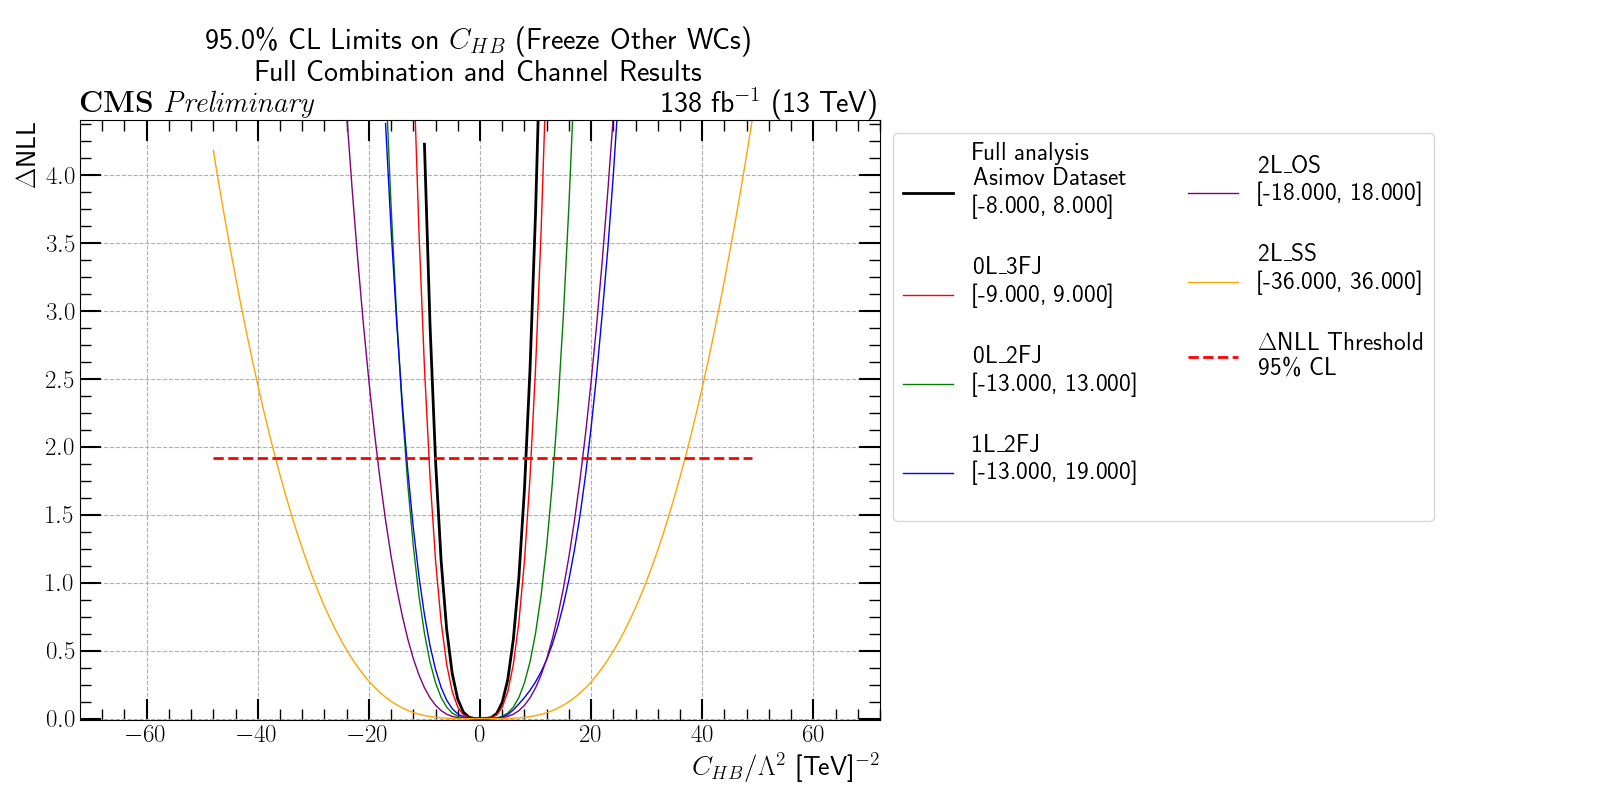 95.0% CL Limits on C_{HB} (Freeze Other WCs)
Full Combination and Channel Results
CMS Preliminary
138 fb^{-1} (13 TeV)
ΔNLL
4.0
3.5
3.0
2.5
2.0
1.5
1.0
0.5
0.0
−60
−40
−20
0
20
40
60
C_{HB}/Λ^2 [TeV]^{-2}
Full analysis
Asimov Dataset
[-8.000, 8.000]
0L_3FJ
[-9.000, 9.000]
0L_2FJ
[-13.000, 13.000]
1L_2FJ
[-13.000, 19.000]
2L_OS
[-18.000, 18.000]
2L_SS
[-36.000, 36.000]
ΔNLL Threshold
95% CL